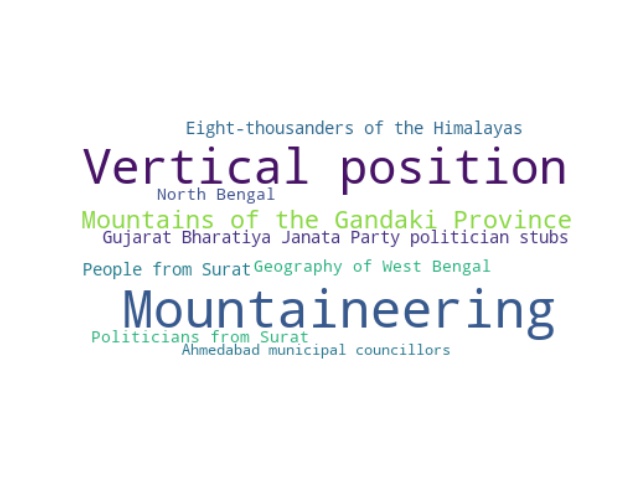 Eight-thousanders of the Himalayas
Vertical position
North Bengal
Mountains of the Gandaki Province
Gujarat Bharatiya Janata Party politician stubs
People from Surat
Geography of West Bengal
Mountaineering
Politicians from Surat
Ahmedabad municipal councillors